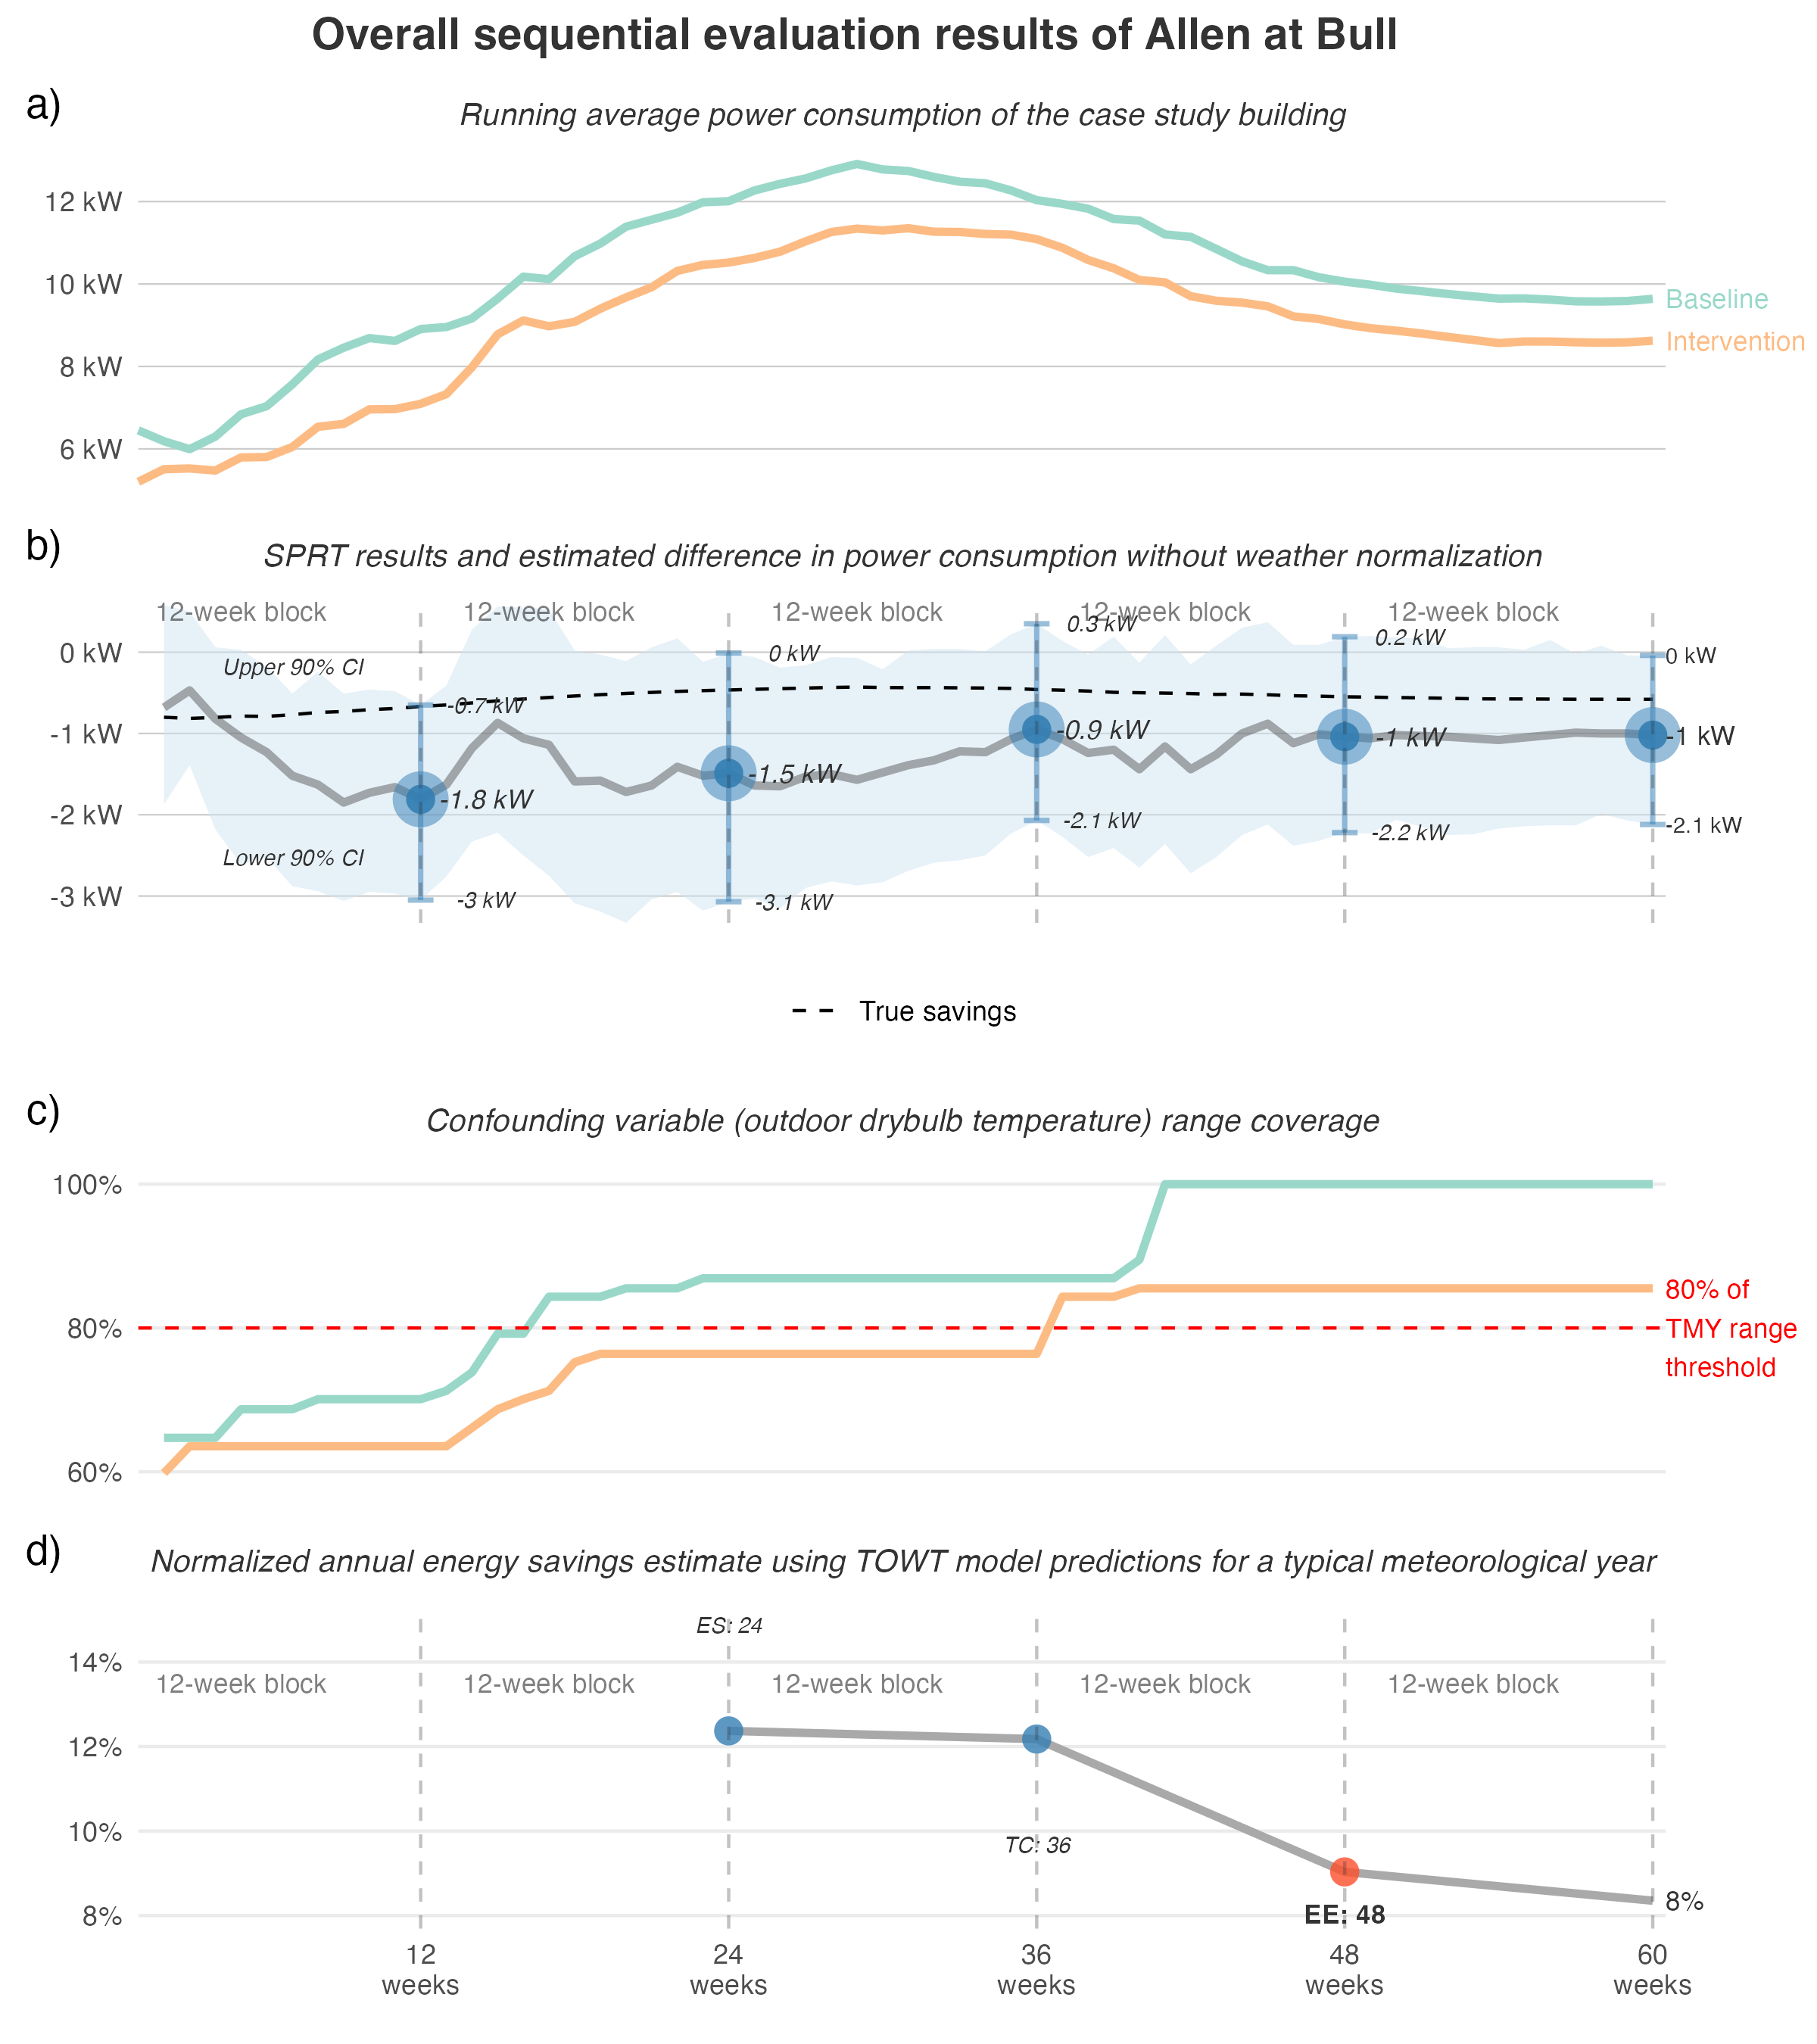 Overall sequential evaluation results of Allen at Bull
a)
Running average power consumption of the case study building
12 kW
10 kW
8 kW
6 kW
Baseline
Intervention
b)
SPRT results and estimated difference in power consumption without weather normalization
12-week block
12-week block
12-week block
12-week block
12-week block
0 kW
-1 kW
-2 kW
-3 kW
Upper 90% CI
Lower 90% CI
-0.7 kW
-1.8 kW
-3 kW
0 kW
-1.5 kW
-3.1 kW
0.3 kW
-0.9 kW
-2.1 kW
0.2 kW
-1 kW
-2.2 kW
0 kW
-1 kW
-2.1 kW
True savings
c)
Confounding variable (outdoor drybulb temperature) range coverage
100%
80%
60%
80% of
TMY range
threshold
d)
Normalized annual energy savings estimate using TOWT model predictions for a typical meteorological year
ES: 24
14%
12%
10%
8%
12-week block
12-week block
12-week block
12-week block
12-week block
TC: 36
EE: 48
8%
12
weeks
24
weeks
36
weeks
48
weeks
60
weeks